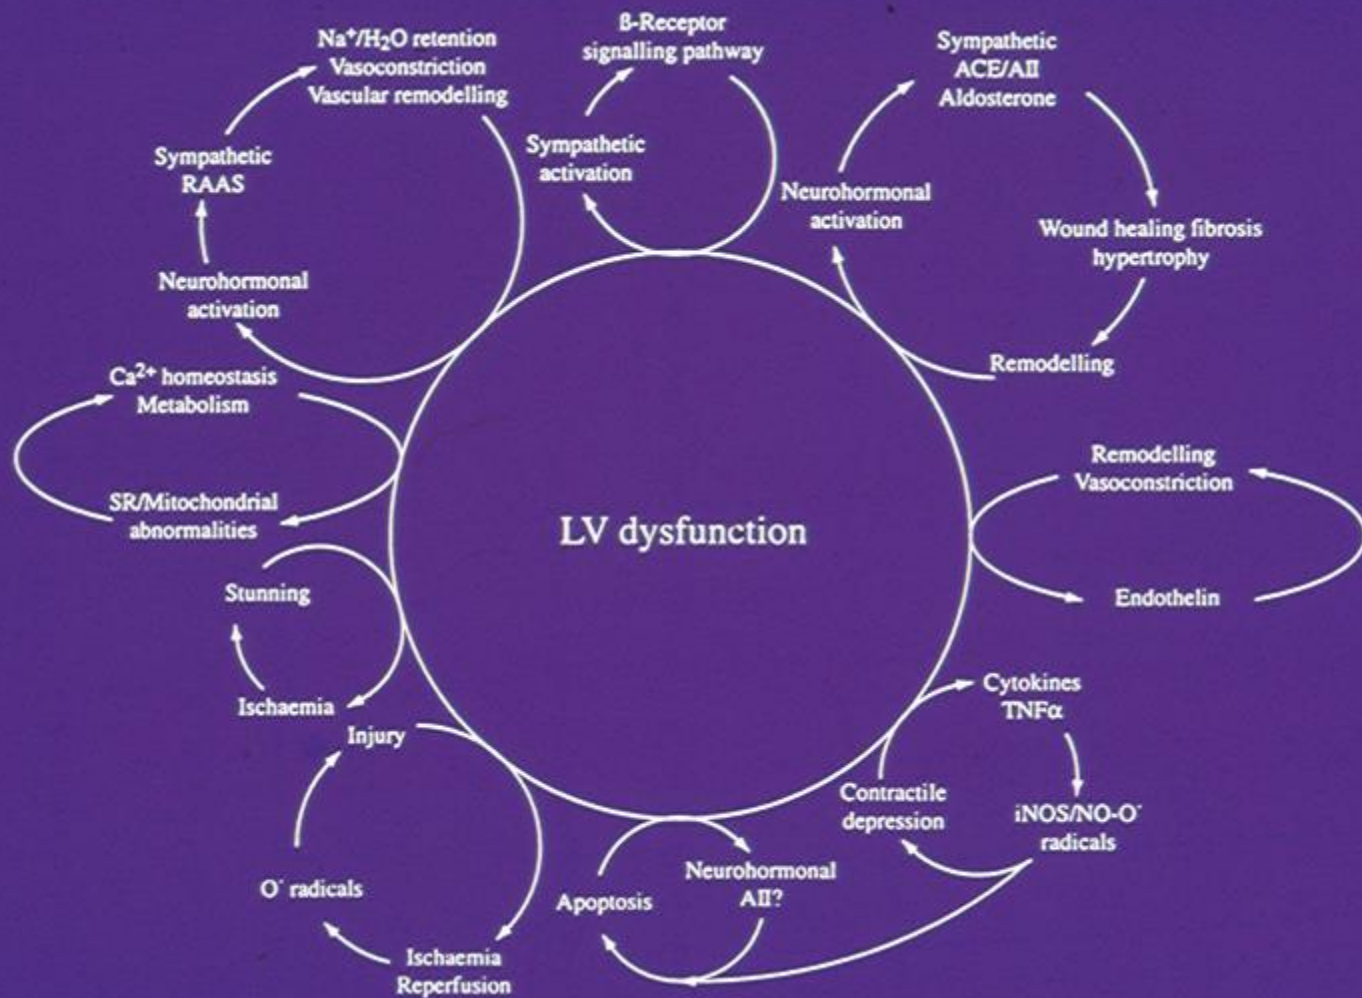 Na⁺/H₂O retention
Vasoconstriction
Vascular remodelling
Sympathetic
RAAS
Neurohormonal
activation
ß-Receptor
signalling pathway
Sympathetic
activation
Sympathetic
ACE/AII
Aldosterone
Neurohormonal
activation
Wound healing fibrosis
hypertrophy
Remodelling
Ca²⁺ homeostasis
Metabolism
SR/Mitochondrial
abnormalities
LV dysfunction
Remodelling
Vasoconstriction
Endothelin
Stunning
Ischaemia
Injury
O⁻ radicals
Ischaemia
Reperfusion
Apoptosis
Neurohormonal
AII?
Cytokines
TNFα
Contractile
depression
iNOS/NO-O⁻
radicals